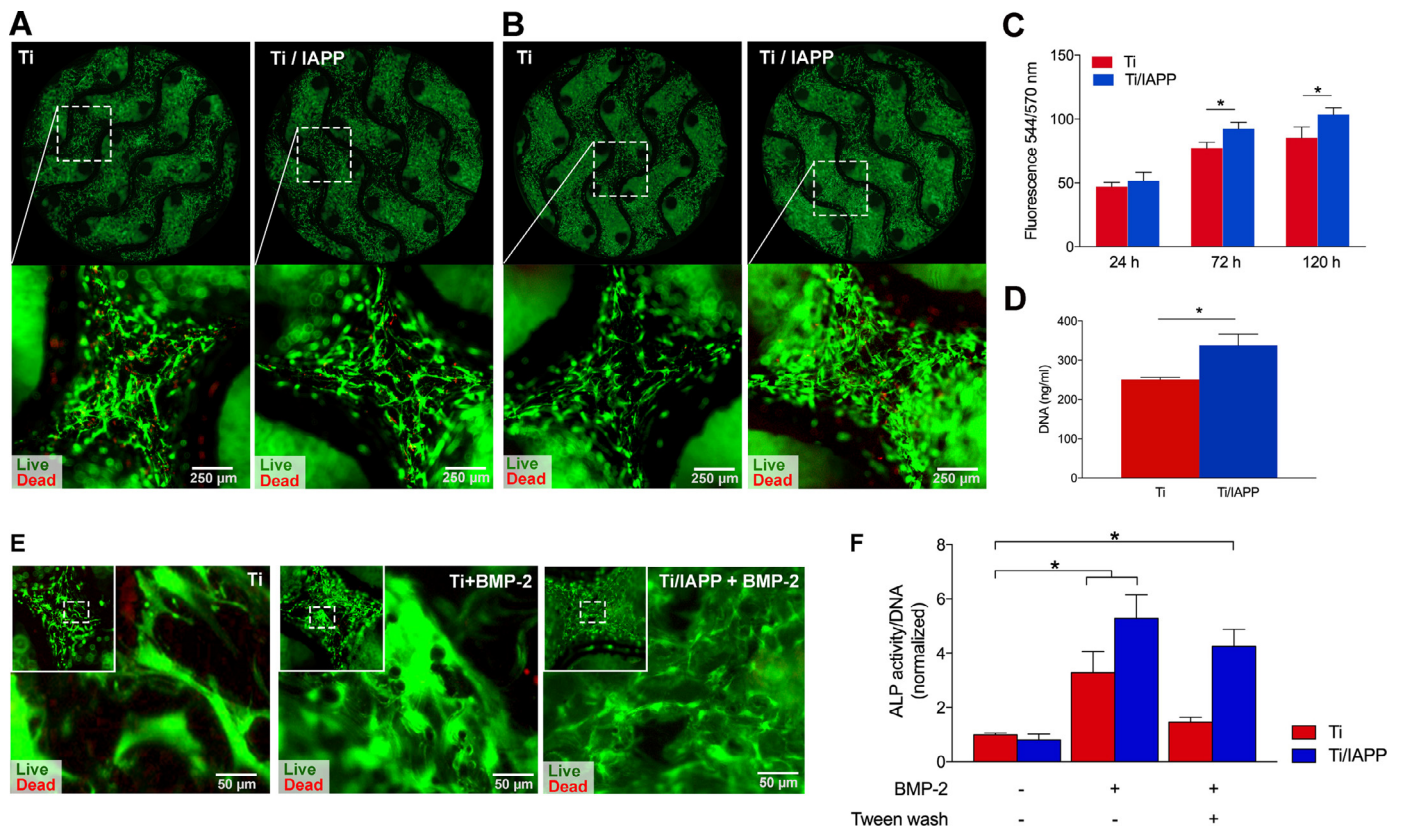 A
Ti
Ti / IAPP
Live
Dead
250 µm
Live
Dead
250 µm
B
Ti
Ti / IAPP
Live
Dead
250 µm
Live
Dead
250 µm
C
Fluorescence 544/570 nm
150
100
50
0
Ti
Ti/IAPP
*
*
24 h
72 h
120 h
D
DNA (ng/ml)
400
300
200
100
0
*
Ti
Ti/IAPP
E
Ti
Live
Dead
50 µm
Ti+BMP-2
Live
Dead
50 µm
Ti/IAPP + BMP-2
Live
Dead
50 µm
F
ALP activity/DNA
(normalized)
8
6
4
2
0
*
*
Ti
Ti/IAPP
BMP-2 - + +
Tween wash - - +